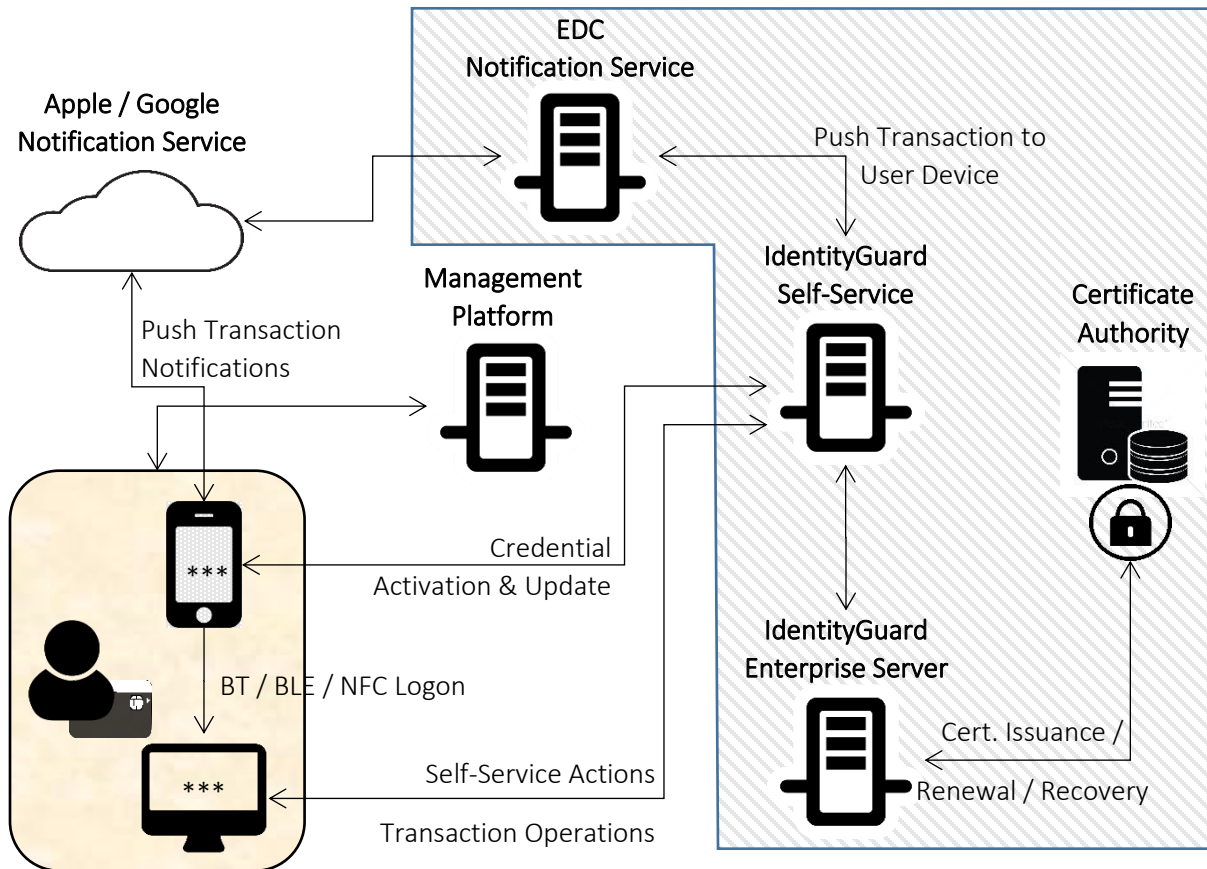 EDC
Notification Service
Apple / Google
Notification Service
Push Transaction to
User Device
IdentityGuard
Self-Service
Management
Platform
Certificate
Authority
Push Transaction
Notifications
***
Credential
Activation & Update
IdentityGuard
Enterprise Server
BT / BLE / NFC Logon
Cert. Issuance /
Renewal / Recovery
***
Self-Service Actions
Transaction Operations